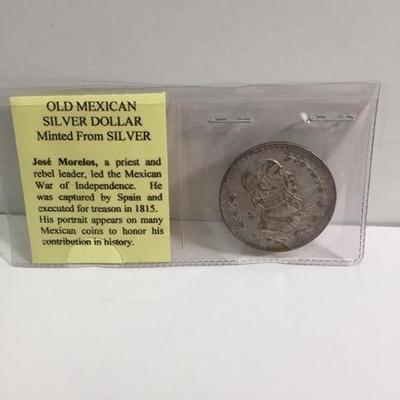 OLD MEXICAN
SILVER DOLLAR
Minted From SILVER
José Morelos, a priest and
rebel leader, led the Mexican
War of Independence. He
was captured by Spain and
executed for treason in 1815.
His portrait appears on many
Mexican coins to honor his
contribution in history.